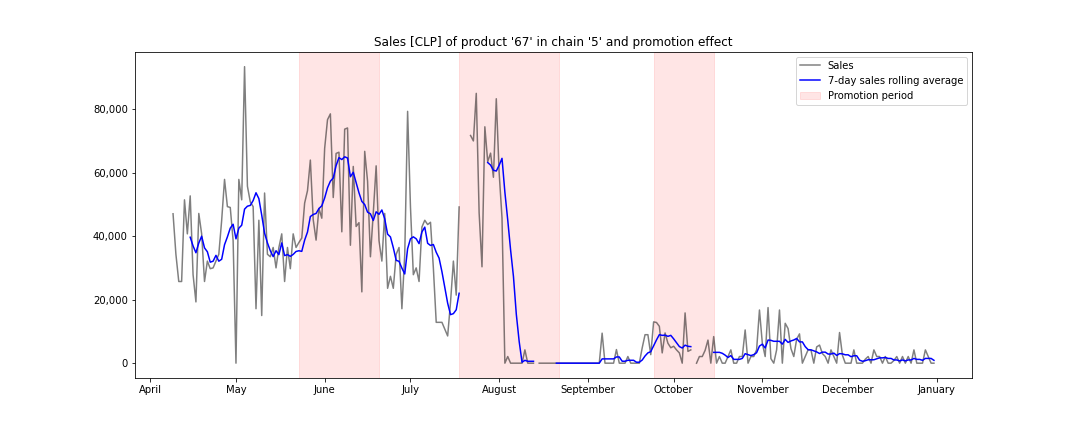 Sales [CLP] of product '67' in chain '5' and promotion effect
Sales
7-day sales rolling average
Promotion period
80,000
60,000
40,000
20,000
0
April May June July August September October November December January